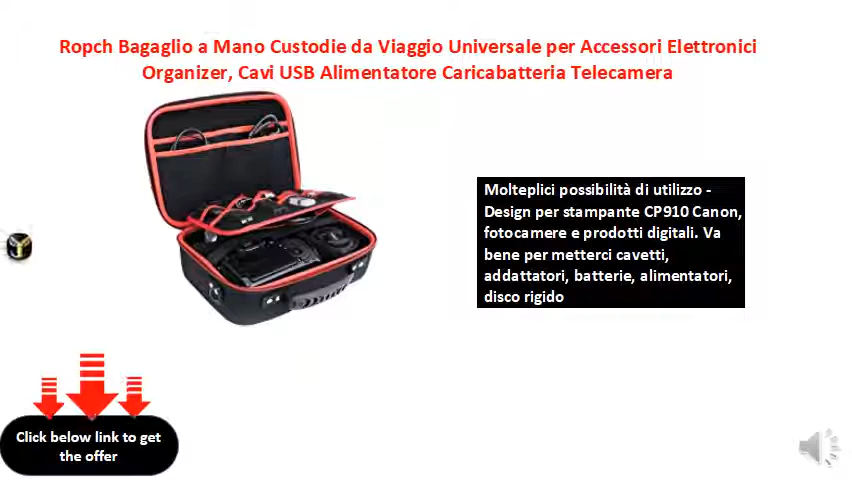 Ropch Bagaglio a Mano Custodie da Viaggio Universale per Accessori Elettronici
Organizer, Cavi USB Alimentatore Caricabatteria Telecamera
Molteplici possibilità di utilizzo -
Design per stampante CP910 Canon,
fotocamere e prodotti digitali. Va
bene per metterci cavetti,
addattatori, batterie, alimentatori,
disco rigido
Click below link to get
the offer